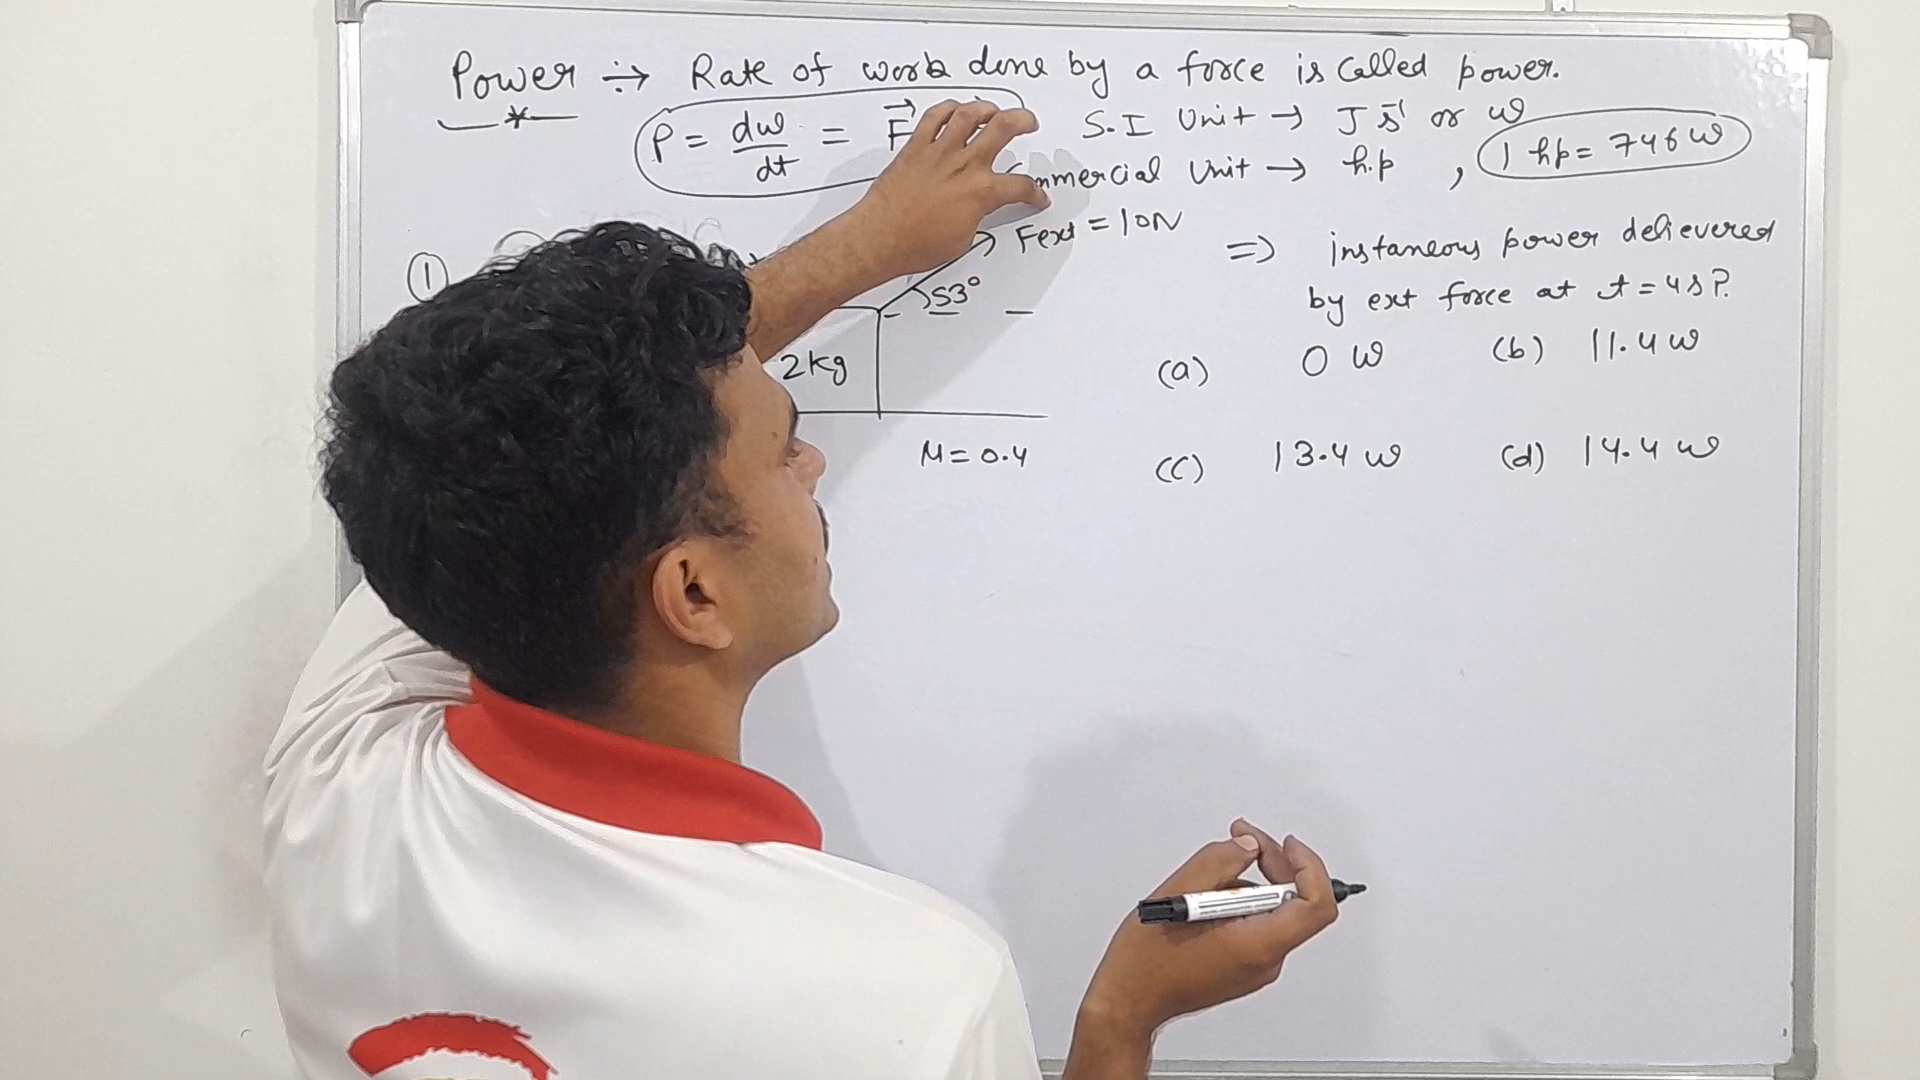 Power ÷→ Rate of work done by a force is called power.
P = dw/dt = F⃗
S.I Unit → J s⁻¹ or w
Commercial Unit → h.p , 1 hp = 746 w
①
Fext = 10N
53°
2kg
M = 0.4
=> instaneous power delievered
by ext force at t = 4s ?
(a) 0 w (b) 11.4 w
(c) 13.4 w (d) 14.4 w